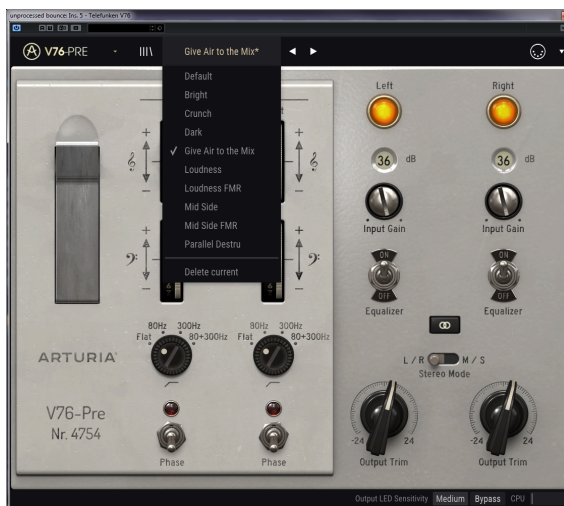 unprocessed bounce: Ins. 5 - Telefunken V76
V76-PRE
Give Air to the Mix*
Default
Bright
Crunch
Dark
✓ Give Air to the Mix
Loudness
Loudness FMR
Mid Side
Mid Side FMR
Parallel Destru
Delete current
Left Right
36 dB 36 dB
Input Gain Input Gain
ON ON
OFF OFF
Equalizer Equalizer
80Hz 300Hz 80Hz 300Hz
Flat 80+300Hz Flat 80+300Hz
L / R M / S
Stereo Mode
ARTURIA
V76-Pre
Nr. 4754
Phase Phase
-24 24 -24 24
Output Trim Output Trim
Output LED Sensitivity Medium Bypass CPU